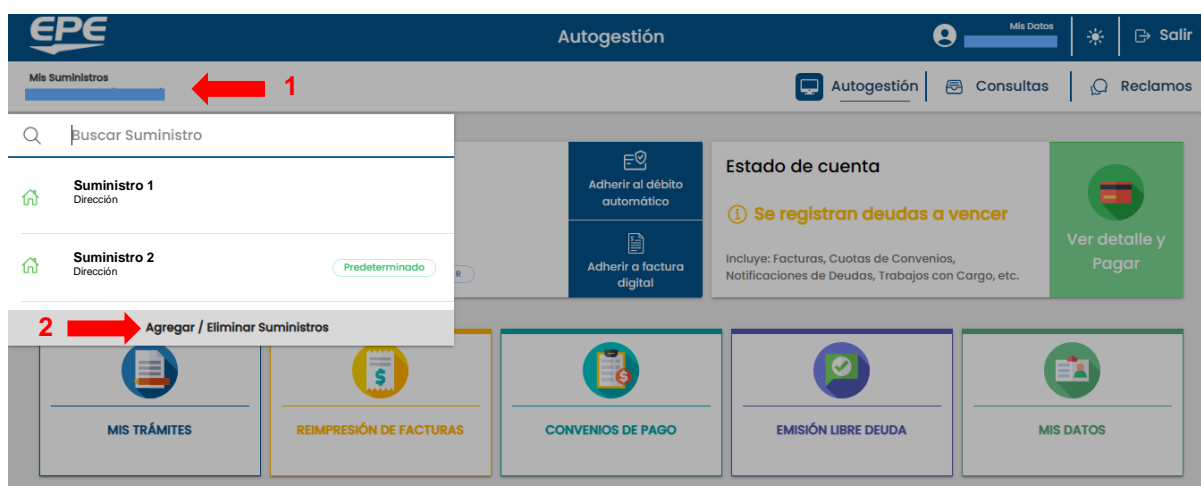 EPE
Autogestión
Mis Datos
Salir
Mis Suministros
1
Autogestión
Consultas
Reclamos
Buscar Suministro
Suministro 1
Dirección
Suministro 2
Dirección
Predeterminado
R
2
Agregar / Eliminar Suministros
Adherir al débito
automático
Adherir a factura
digital
Estado de cuenta
Se registran deudas a vencer
Incluye: Facturas, Cuotas de Convenios,
Notificaciones de Deudas, Trabajos con Cargo, etc.
Ver detalle y
Pagar
MIS TRÁMITES
REIMPRESIÓN DE FACTURAS
CONVENIOS DE PAGO
EMISIÓN LIBRE DEUDA
MIS DATOS